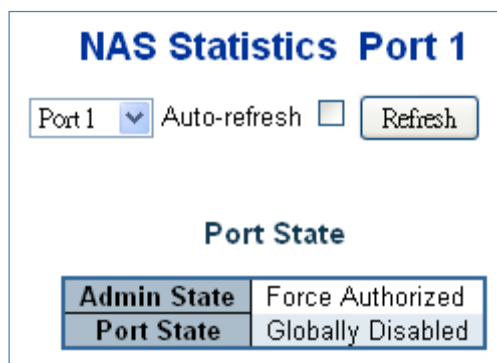 NAS Statistics Port 1
Port 1 Auto-refresh Refresh
Port State
Admin State Force Authorized
Port State Globally Disabled